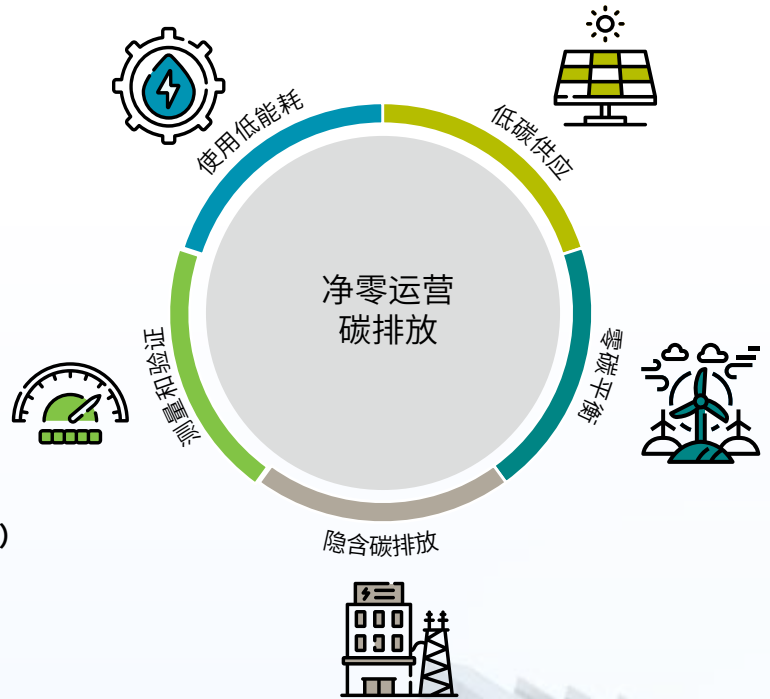 使用低能耗
低碳供应
净零运营
碳排放
测量和验证
零碳平衡
)
隐含碳排放